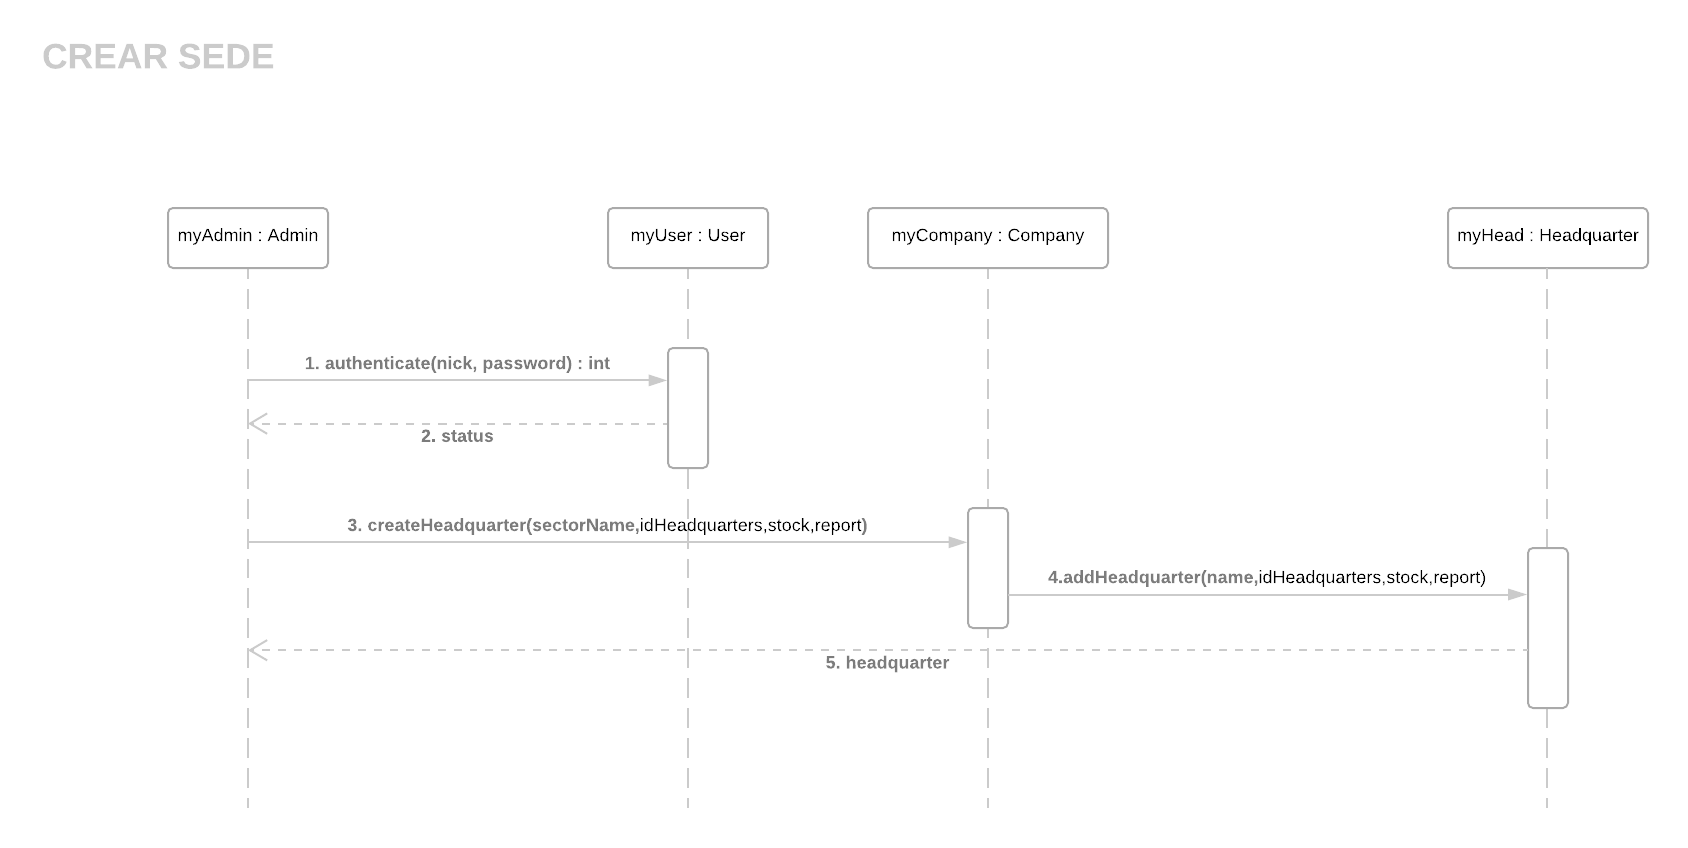 CREAR SEDE
myAdmin : Admin
myUser : User
myCompany : Company
myHead : Headquarter
1. authenticate(nick, password) : int
2. status
3. createHeadquarter(sectorName,idHeadquarters,stock,report)
4.addHeadquarter(name,idHeadquarters,stock,report)
5. headquarter